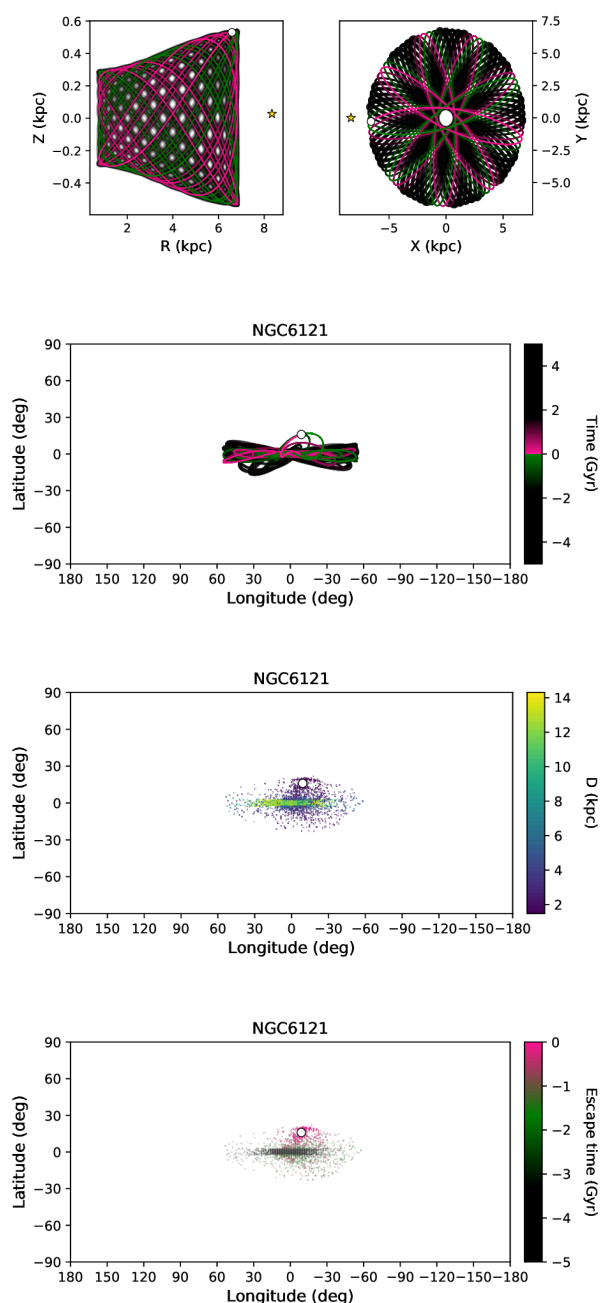 0.6
0.4
0.2
0.0
−0.2
−0.4
Z (kpc)
2 4 6 8
R (kpc)
7.5
5.0
2.5
0.0
−2.5
−5.0
Y (kpc)
−5 0 5
X (kpc)
NGC6121
90
60
30
0
−30
−60
−90
Latitude (deg)
180 150 120 90 60 30 0 −30 −60 −90 −120 −150 −180
Longitude (deg)
4
2
0
−2
−4
Time (Gyr)
NGC6121
90
60
30
0
−30
−60
−90
Latitude (deg)
180 150 120 90 60 30 0 −30 −60 −90 −120 −150 −180
Longitude (deg)
14
12
10
8
6
4
2
D (kpc)
NGC6121
90
60
30
0
−30
−60
−90
Latitude (deg)
180 150 120 90 60 30 0 −30 −60 −90 −120 −150 −180
Longitude (deg)
0
−1
−2
−3
−4
−5
Escape time (Gyr)